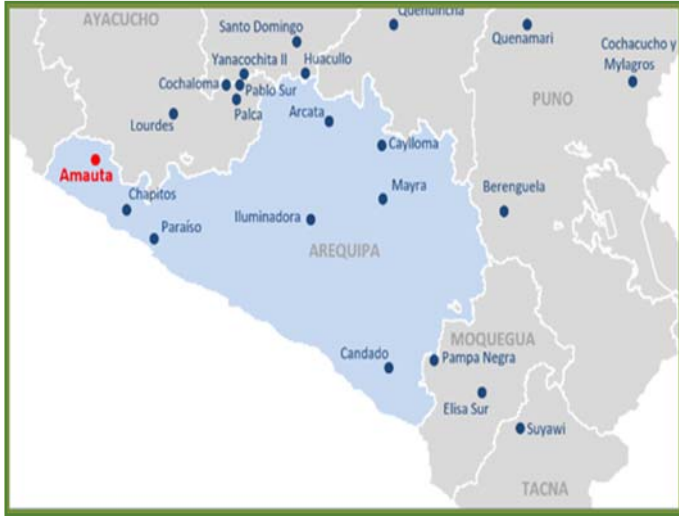 Quehuincha
AYACUCHO
Santo Domingo
Quenamari
Cochacucho y
Mylagros
Yanacochita II
Huacullo
Cochaloma
Pablo Sur
PUNO
Palca
Arcata
Lourdes
Caylloma
Amauta
Mayra
Berenguela
Chapitos
Iluminadora
Paraíso
AREQUIPA
MOQUEGUA
Candado
Pampa Negra
Elisa Sur
Suyawi
TACNA